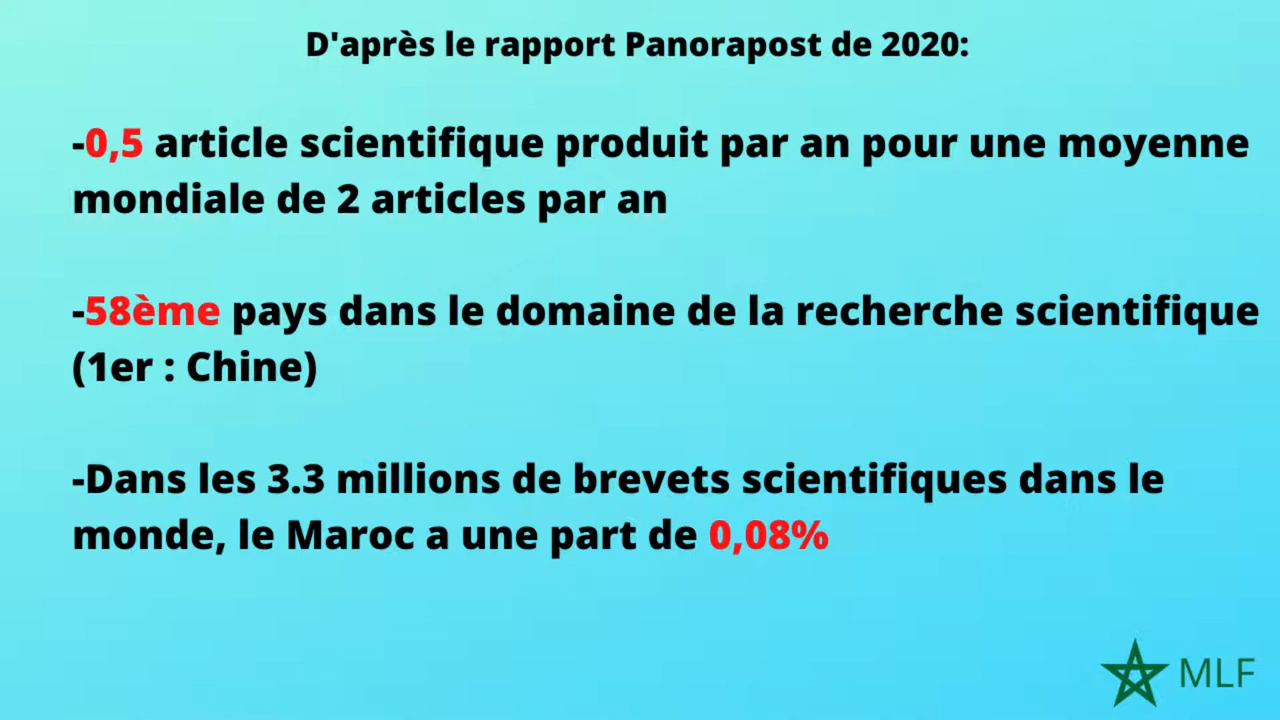 D'après le rapport Panorapost de 2020:
-0,5 article scientifique produit par an pour une moyenne
mondiale de 2 articles par an
-58ème pays dans le domaine de la recherche scientifique
(1er : Chine)
-Dans les 3.3 millions de brevets scientifiques dans le
monde, le Maroc a une part de 0,08%
MLF